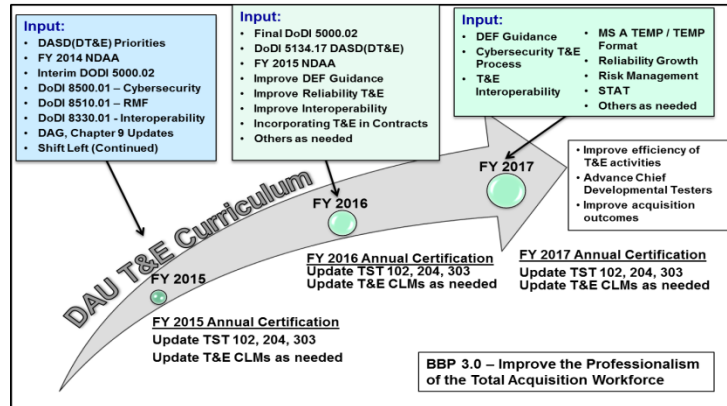 Input:
• DASD(DT&E) Priorities
• FY 2014 NDAA
• Interim DODI 5000.02
• DoDI 8500.01 – Cybersecurity
• DoDI 8510.01 – RMF
• DoDI 8330.01 - Interoperability
• DAG, Chapter 9 Updates
• Shift Left (Continued)
Input:
• Final DoDI 5000.02
• DoDI 5134.17 DASD(DT&E)
• FY 2015 NDAA
• Improve DEF Guidance
• Improve Reliability T&E
• Improve Interoperability
• Incorporating T&E in Contracts
• Others as needed
Input:
• DEF Guidance
• Cybersecurity T&E
Process
• T&E
Interoperability
• MS A TEMP / TEMP
Format
• Reliability Growth
• Risk Management
• STAT
• Others as needed
• Improve efficiency of
T&E activities
• Advance Chief
Developmental Testers
• Improve acquisition
outcomes
DAU T&E Curriculum
FY 2015
FY 2016
FY 2017
FY 2015 Annual Certification
Update TST 102, 204, 303
Update T&E CLMs as needed
FY 2016 Annual Certification
Update TST 102, 204, 303
Update T&E CLMs as needed
FY 2017 Annual Certification
Update TST 102, 204, 303
Update T&E CLMs as needed
BBP 3.0 – Improve the Professionalism
of the Total Acquisition Workforce